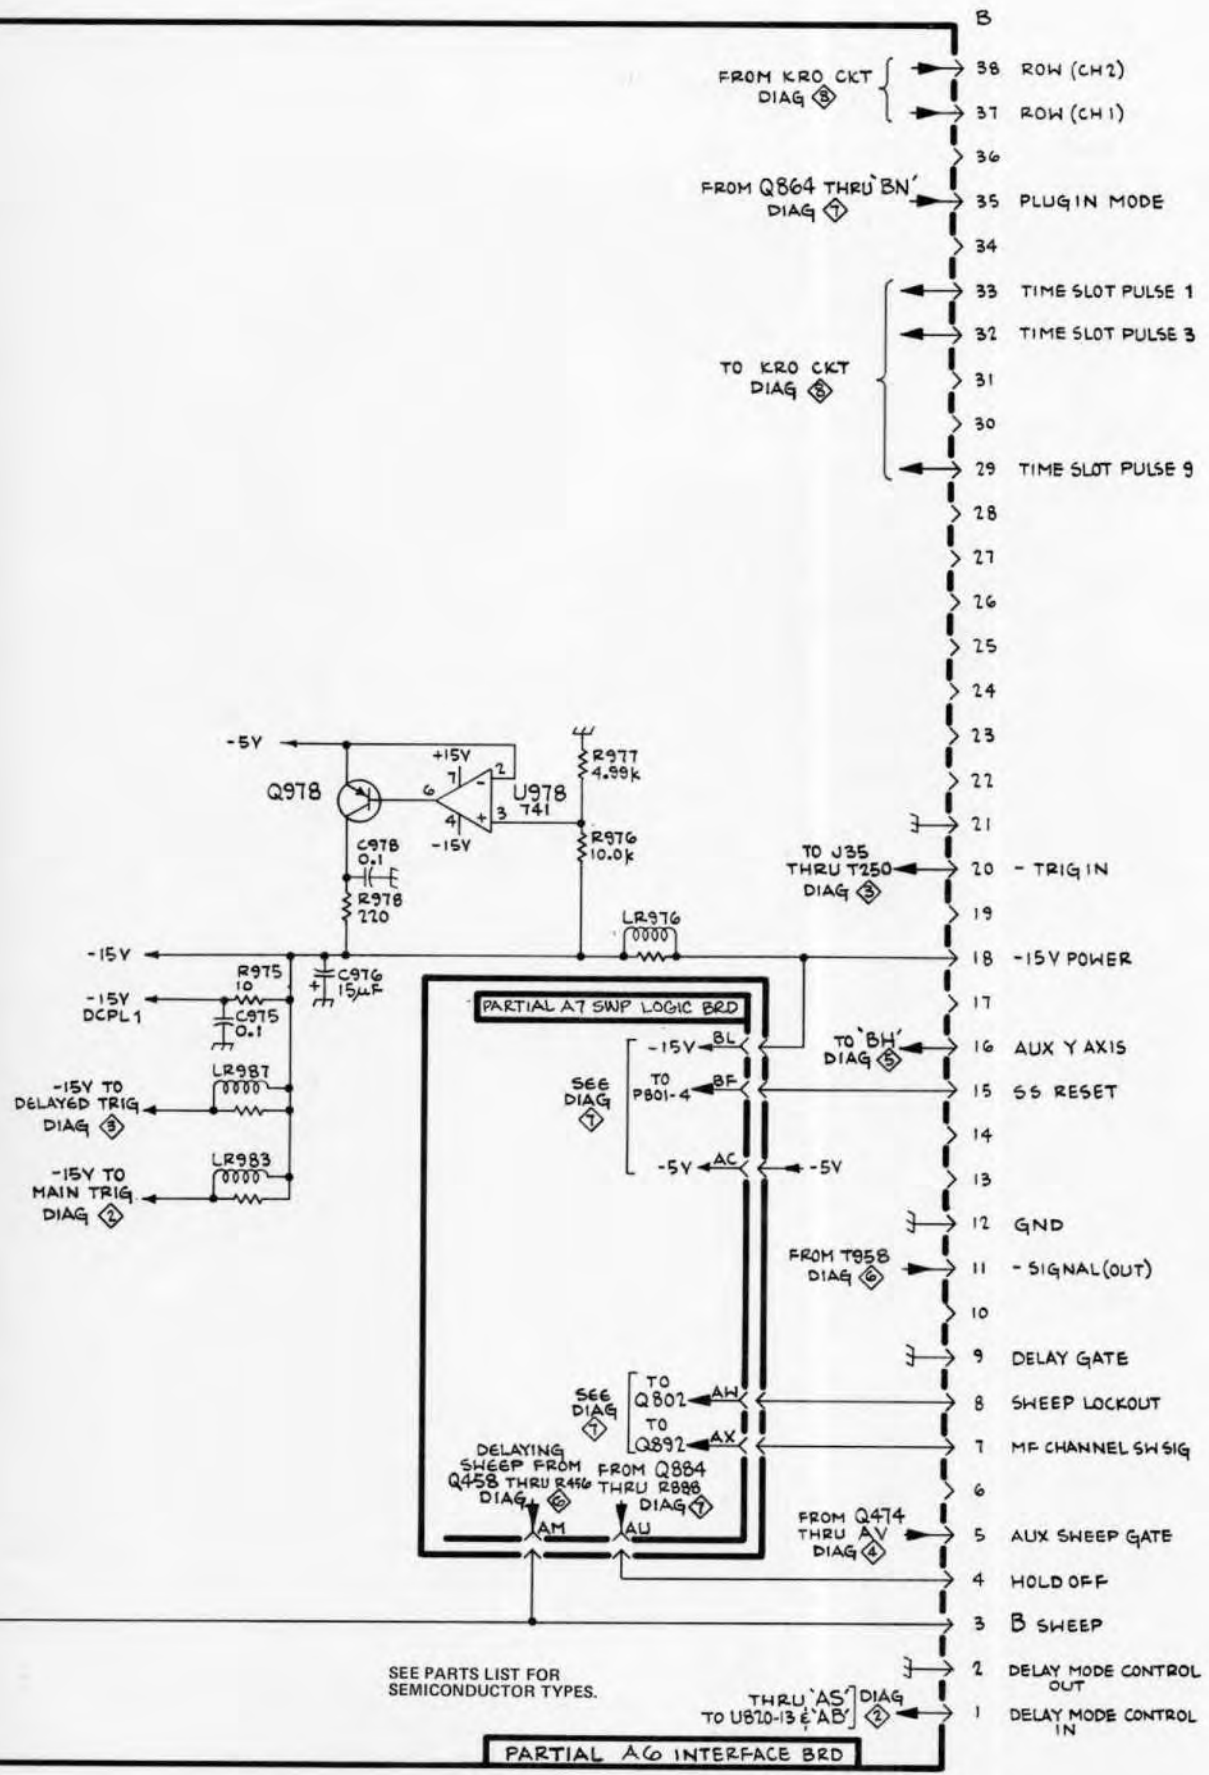 B
FROM KRO CKT
DIAG 8
38 ROW (CH2)
37 ROW (CH1)
36
FROM Q864 THRU 'BN'
DIAG 7
35 PLUGIN MODE
34
33 TIME SLOT PULSE 1
32 TIME SLOT PULSE 3
TO KRO CKT
DIAG 8
31
30
29 TIME SLOT PULSE 9
28
27
26
25
24
23
22
21
-5V
Q978
+15V
7
2
-
6
U978
741
4
+
3
-15V
R977
4.99k
R976
10.0k
C978
0.1
R978
220
TO J35
THRU T250
DIAG 3
20 - TRIG IN
19
LR976
-15V
18 -15V POWER
R975
10
C976
15µF
+
-15V
DCPL 1
C975
0.1
17
PARTIAL A7 SWP LOGIC BRD
-15V BL
TO 'BH'
DIAG 5
16 AUX Y AXIS
LR987
-15V TO
DELAYED TRIG
DIAG 3
SEE
DIAG
7
TO
P801-4
BF
15 SS RESET
14
LR983
-15V TO
MAIN TRIG
DIAG 2
-5V AC -5V
13
12 GND
FROM T958
DIAG 6
11 - SIGNAL (OUT)
10
9 DELAY GATE
SEE
DIAG
7
TO
Q802
AW
8 SWEEP LOCKOUT
TO
Q892
AX
7 MF CHANNEL SW SIG
DELAYING
SWEEP FROM
Q458 THRU R456
DIAG
FROM Q884
THRU R888
DIAG 7
6
AM
AU
FROM Q474
THRU AV
DIAG 4
5 AUX SWEEP GATE
4 HOLD OFF
3 B SWEEP
SEE PARTS LIST FOR
SEMICONDUCTOR TYPES.
2 DELAY MODE CONTROL
OUT
THRU 'AS'
TO U820-13 & 'AB'
DIAG
2
1 DELAY MODE CONTROL
IN
PARTIAL A6 INTERFACE BRD